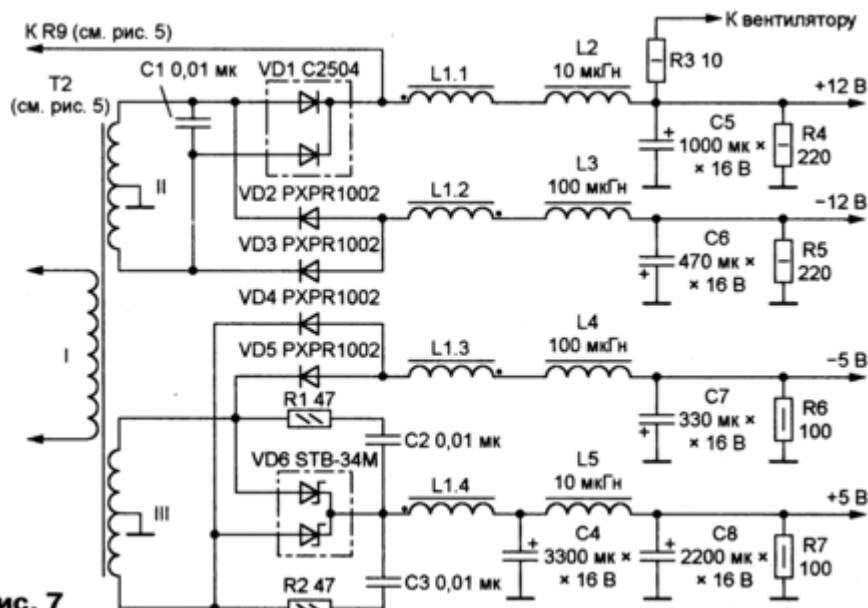 К R9 (см. рис. 5)
К вентилятору
T2
(см. рис. 5)
C1 0,01 мк
VD1 C2504
L1.1
L2
10 мкГн
R3 10
+12 В
C5
1000 мк ×
× 16 В
R4
220
II
VD2 PXPR1002
L1.2
L3
100 мкГн
−12 В
VD3 PXPR1002
C6
470 мк ×
× 16 В
R5
220
VD4 PXPR1002
I
VD5 PXPR1002
L1.3
L4
100 мкГн
−5 В
R1 47
C2 0,01 мк
C7
330 мк ×
× 16 В
R6
100
VD6 STB-34M
III
L1.4
L5
10 мкГн
+5 В
C4
3300 мк ×
× 16 В
C8
2200 мк ×
× 16 В
R7
100
R2 47
C3 0,01 мк
ис. 7